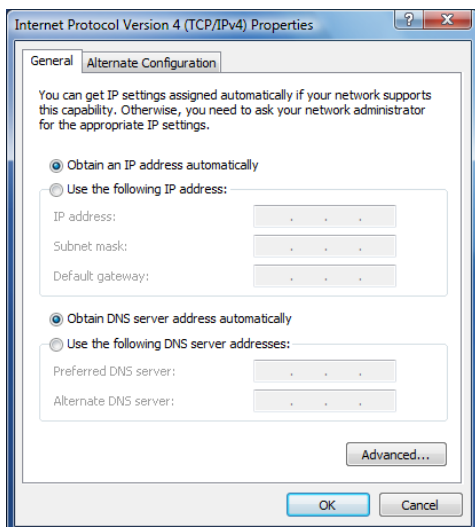 Internet Protocol Version 4 (TCP/IPv4) Properties
?
X
General
Alternate Configuration
You can get IP settings assigned automatically if your network supports
this capability. Otherwise, you need to ask your network administrator
for the appropriate IP settings.
Obtain an IP address automatically
Use the following IP address:
IP address:
. . .
Subnet mask:
. . .
Default gateway:
. . .
Obtain DNS server address automatically
Use the following DNS server addresses:
Preferred DNS server:
. . .
Alternate DNS server:
. . .
Advanced...
OK
Cancel